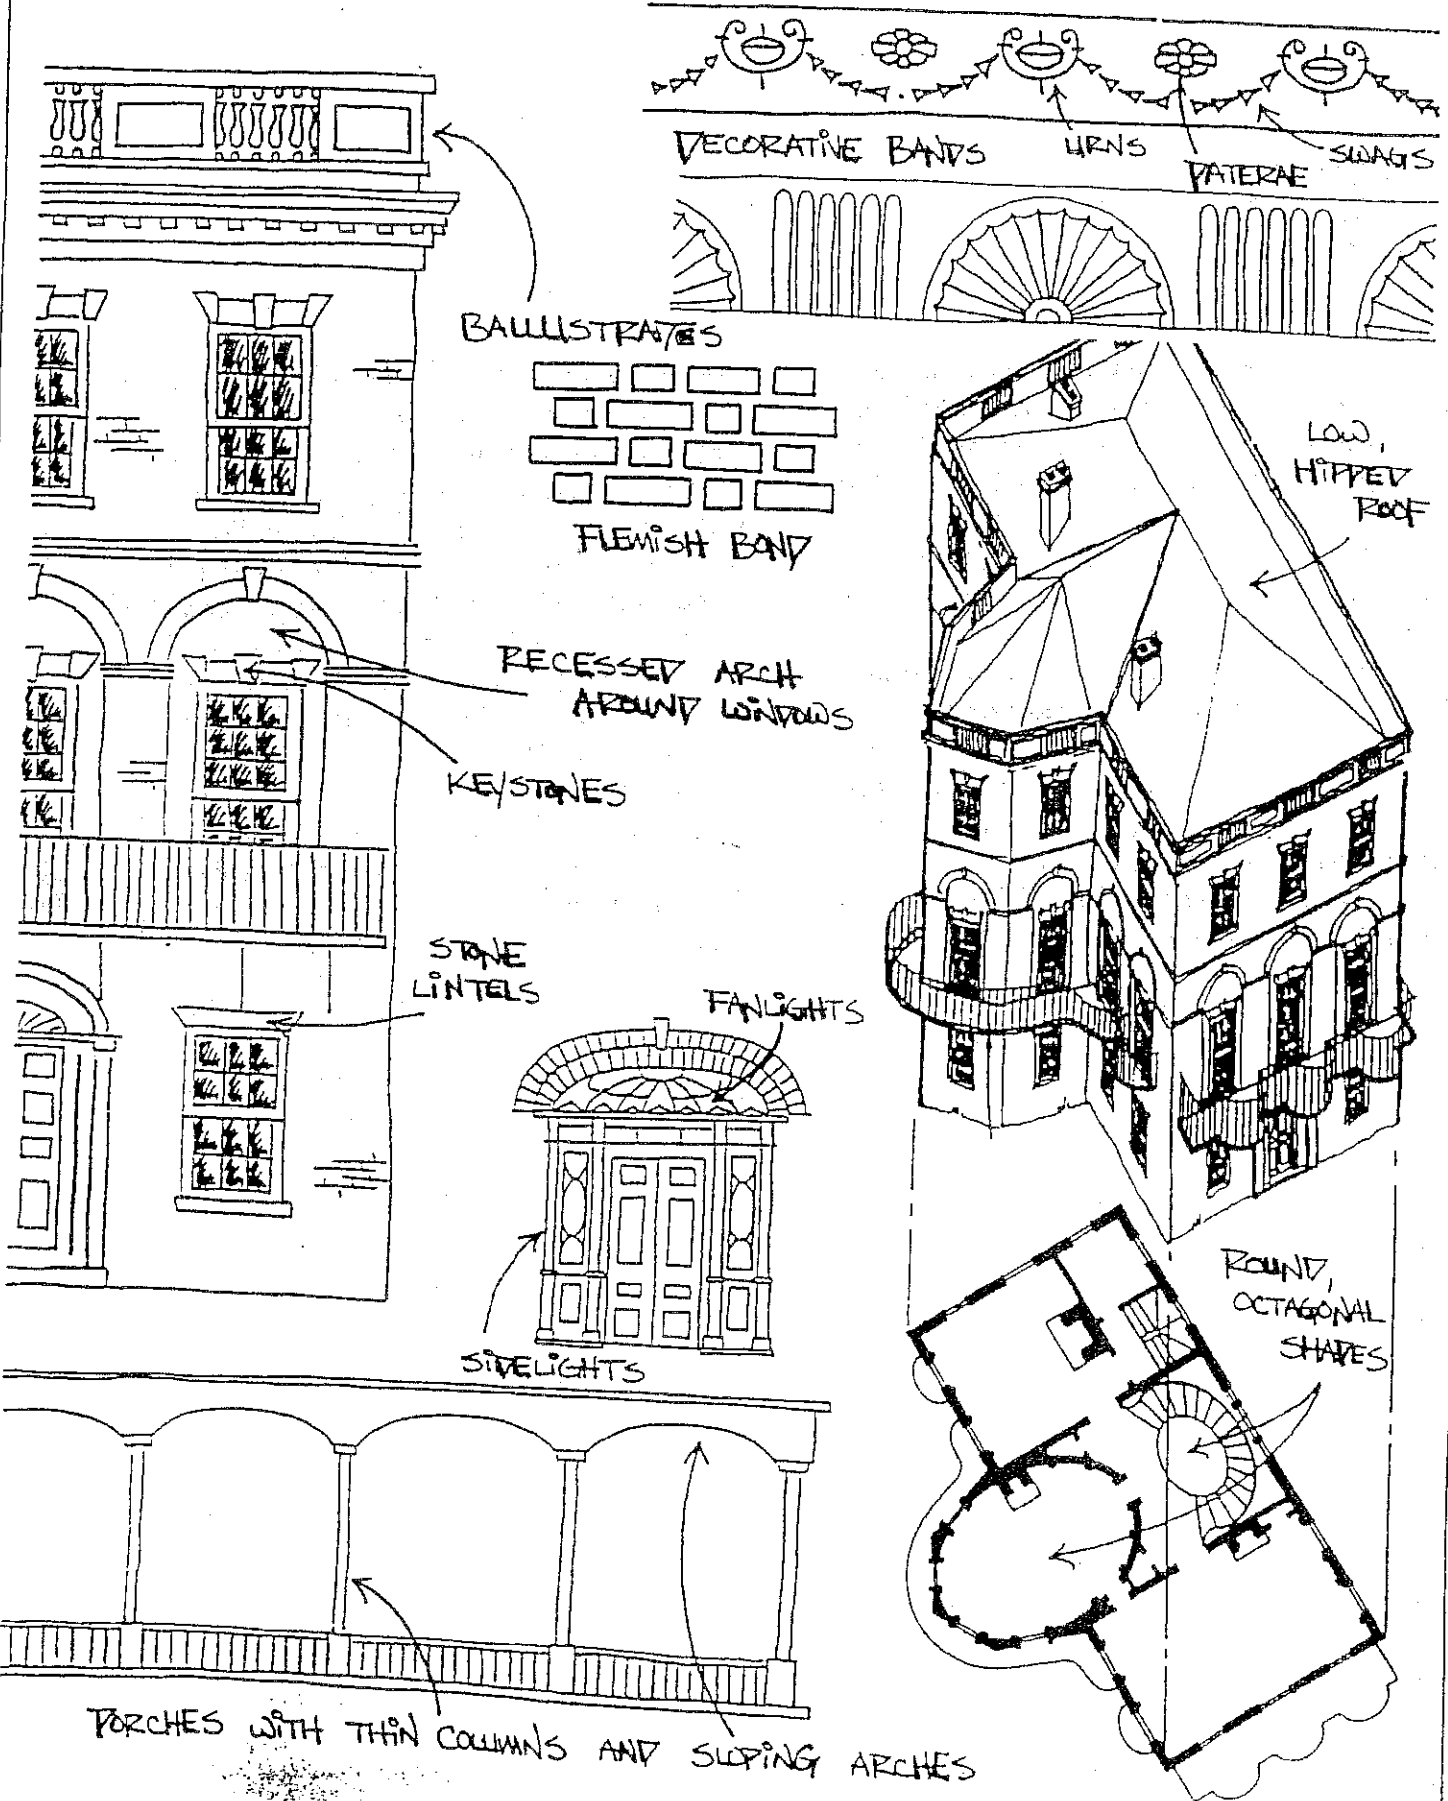 DECORATIVE BANDS
URNS
PATERAE
SWAGS
BALLUSTRATES
FLEMISH BOND
LOW,
HIPPED
ROOF
RECESSED ARCH
AROUND WINDOWS
KEYSTONES
STONE
LINTELS
FANLIGHTS
SIDELIGHTS
ROUND,
OCTAGONAL
SHAPES
PORCHES WITH THIN COLUMNS AND SLOPING ARCHES